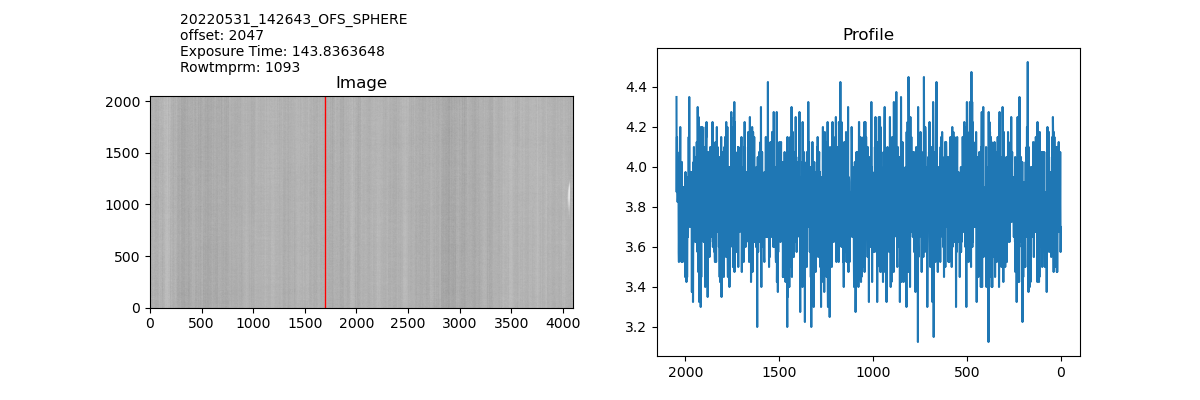 20220531_142643_OFS_SPHERE
offset: 2047
Exposure Time: 143.8363648
Rowtmprm: 1093
Image
2000
1500
1000
500
0
0 500 1000 1500 2000 2500 3000 3500 4000
Profile
4.4
4.2
4.0
3.8
3.6
3.4
3.2
2000 1500 1000 500 0